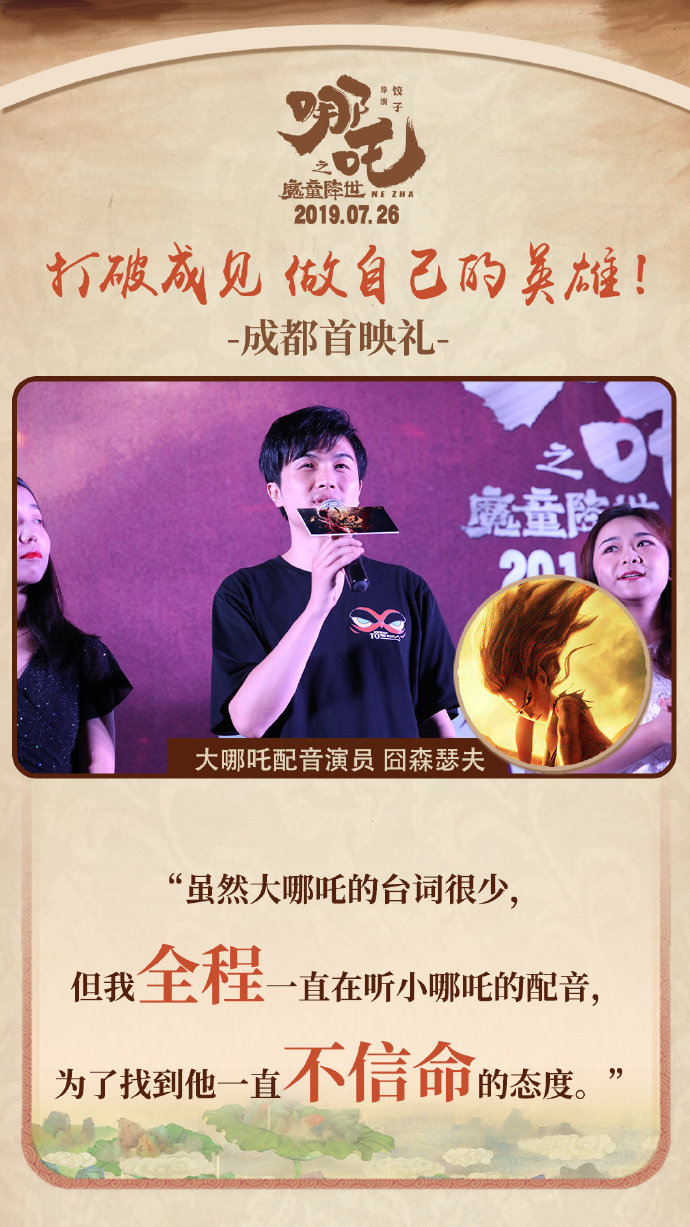 导演 饺子
哪吒
之
魔童降世 NE ZHA
2019.07.26
打破成见 做自己的英雄！
-成都首映礼-
之
魔童降世
201
大哪吒配音演员 囧森瑟夫
“虽然大哪吒的台词很少，
但我全程一直在听小哪吒的配音，
为了找到他一直不信命的态度。”